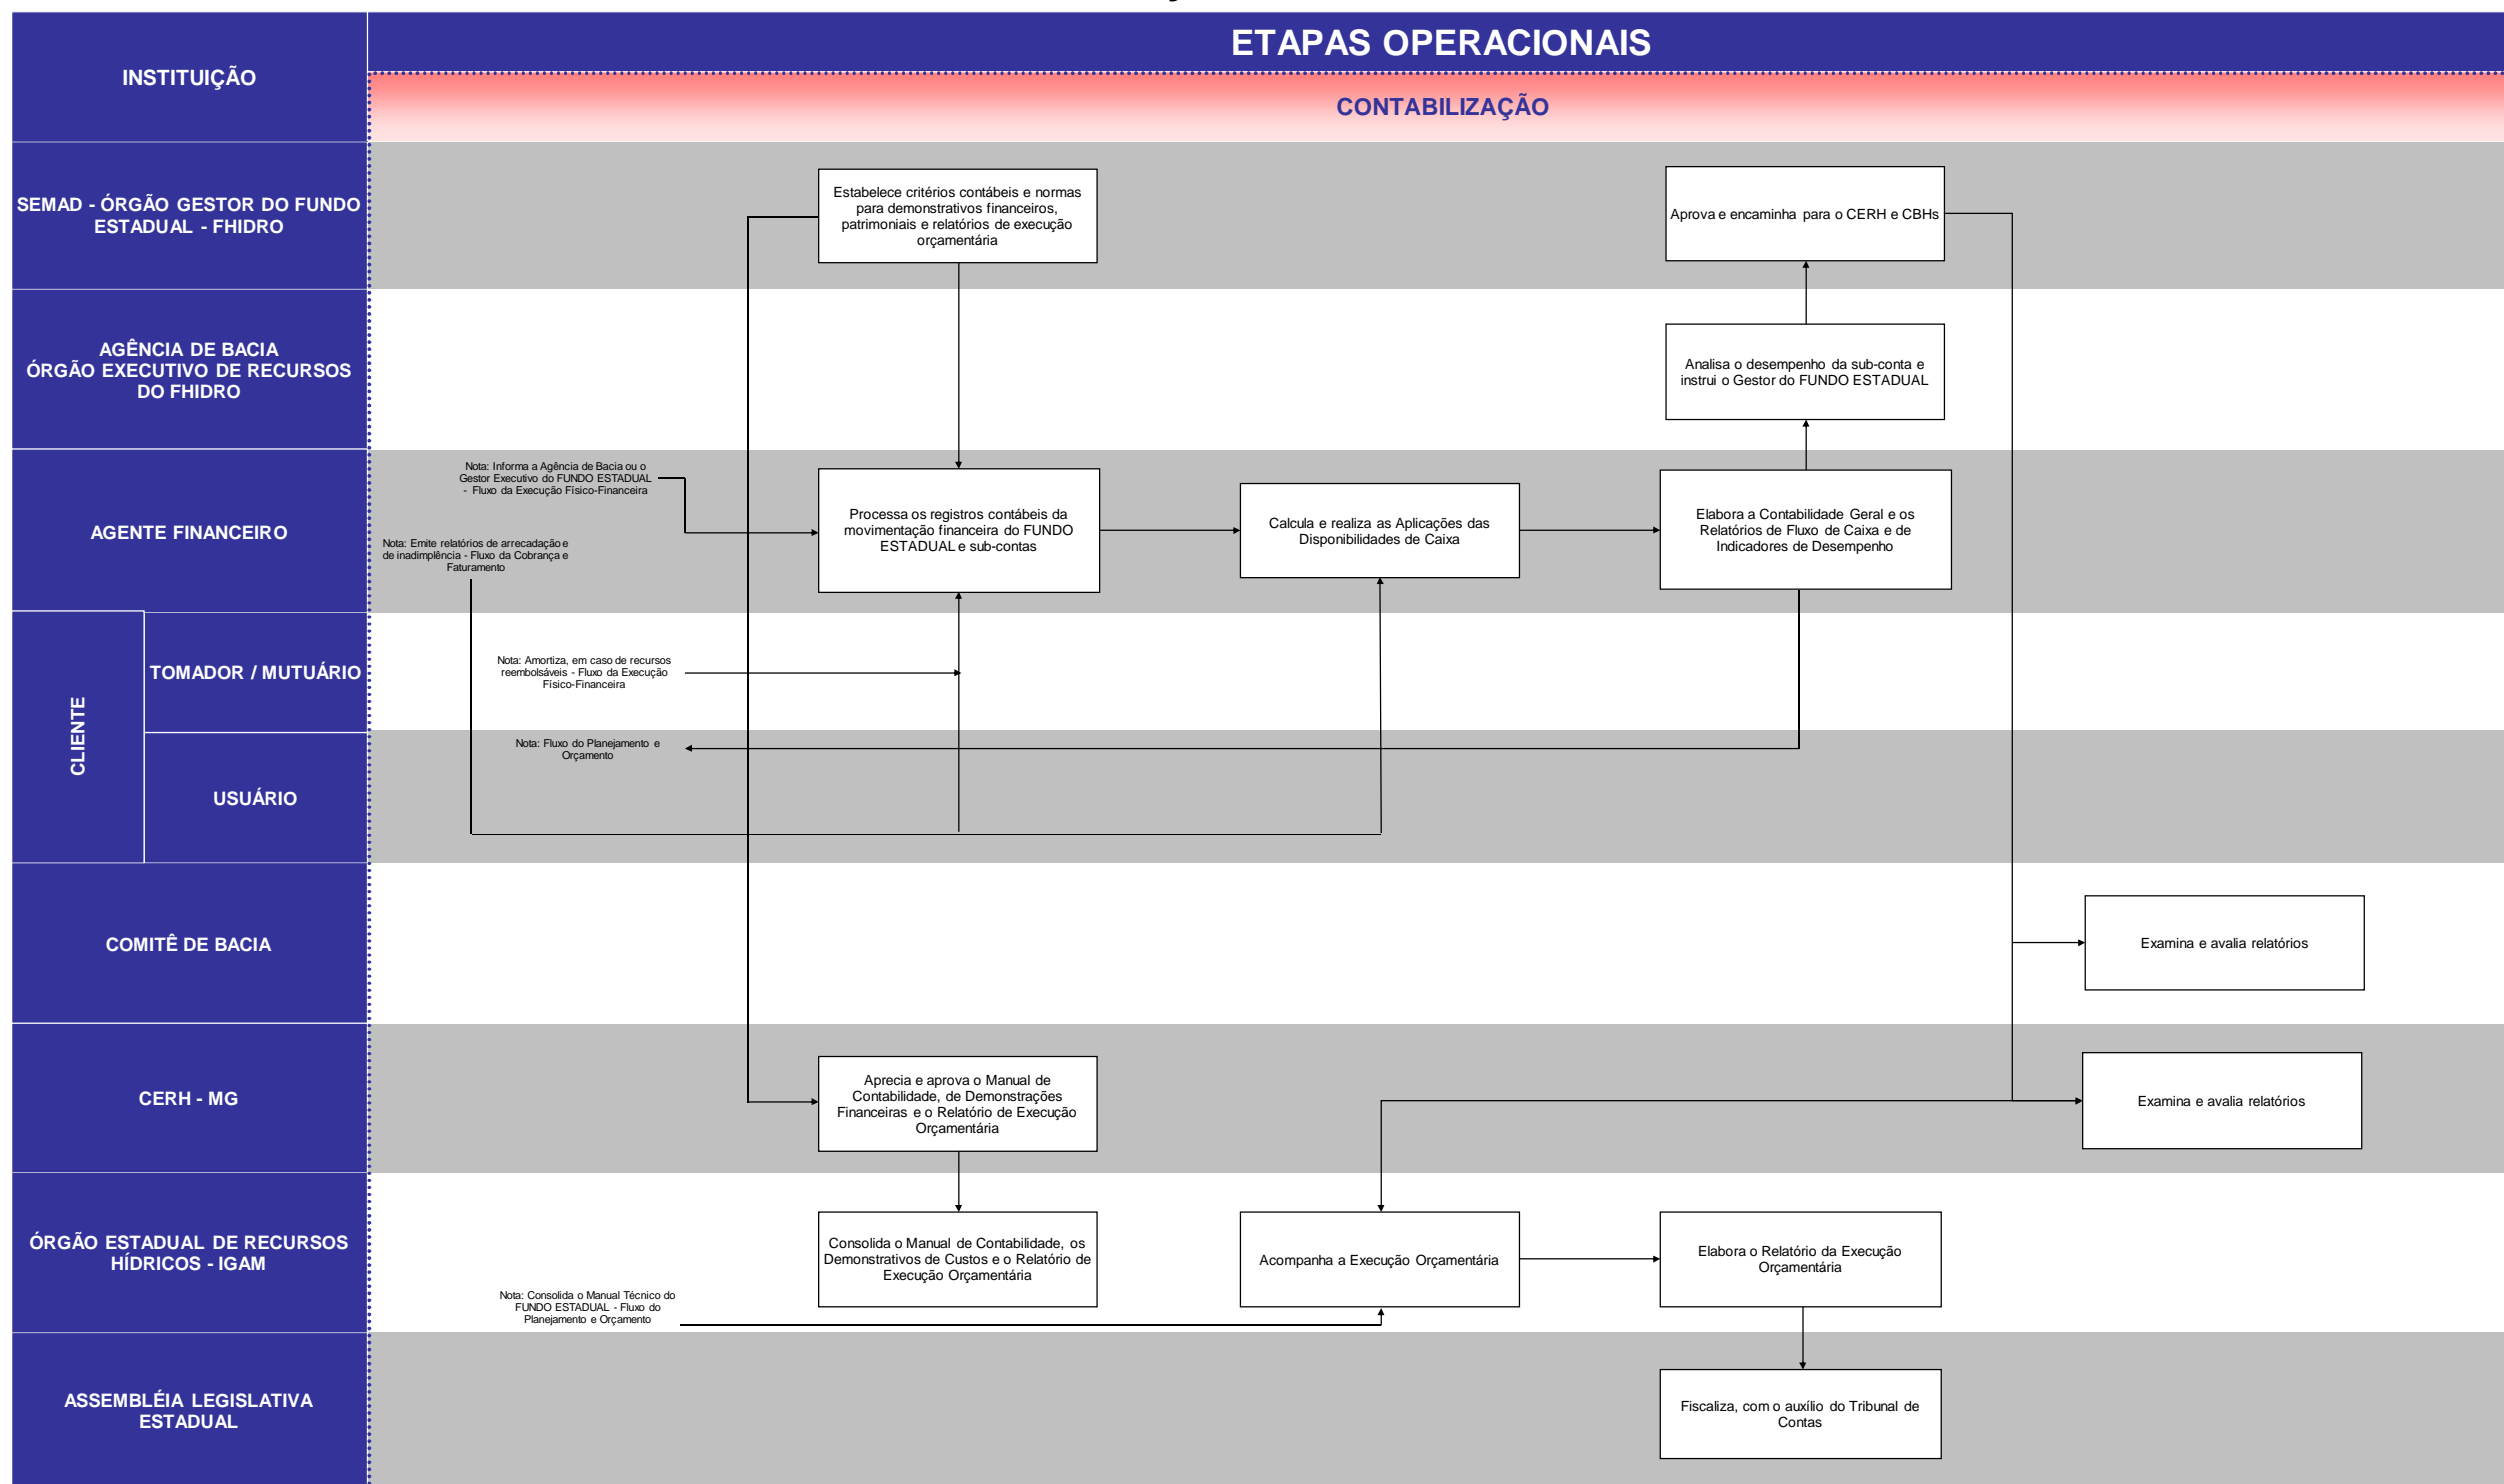 ETAPAS OPERACIONAIS
INSTITUIÇÃO
CONTABILIZAÇÃO
SEMAD - ÓRGÃO GESTOR DO FUNDO
ESTADUAL - FHIDRO
Estabelece critérios contábeis e normas
para demonstrativos financeiros,
patrimoniais e relatórios de execução
orçamentária
Aprova e encaminha para o CERH e CBHs
AGÊNCIA DE BACIA
ÓRGÃO EXECUTIVO DE RECURSOS
DO FHIDRO
Analisa o desempenho da sub-conta e
instrui o Gestor do FUNDO ESTADUAL
AGENTE FINANCEIRO
Nota: Informa a Agência de Bacia ou o
Gestor Executivo do FUNDO ESTADUAL
- Fluxo da Execução Físico-Financeira
Nota: Emite relatórios de arrecadação e
de inadimplência - Fluxo da Cobrança e
Faturamento
Processa os registros contábeis da
movimentação financeira do FUNDO
ESTADUAL e sub-contas
Calcula e realiza as Aplicações das
Disponibilidades de Caixa
Elabora a Contabilidade Geral e os
Relatórios de Fluxo de Caixa e de
Indicadores de Desempenho
CLIENTE
TOMADOR / MUTUÁRIO
Nota: Amortiza, em caso de recursos
reembolsáveis - Fluxo da Execução
Físico-Financeira
USUÁRIO
Nota: Fluxo do Planejamento e
Orçamento
COMITÊ DE BACIA
Examina e avalia relatórios
CERH - MG
Aprecia e aprova o Manual de
Contabilidade, de Demonstrações
Financeiras e o Relatório de Execução
Orçamentária
Examina e avalia relatórios
ÓRGÃO ESTADUAL DE RECURSOS
HÍDRICOS - IGAM
Consolida o Manual de Contabilidade, os
Demonstrativos de Custos e o Relatório de
Execução Orçamentária
Acompanha a Execução Orçamentária
Elabora o Relatório da Execução
Orçamentária
Nota: Consolida o Manual Técnico do
FUNDO ESTADUAL - Fluxo do
Planejamento e Orçamento
ASSEMBLÉIA LEGISLATIVA
ESTADUAL
Fiscaliza, com o auxílio do Tribunal de
Contas